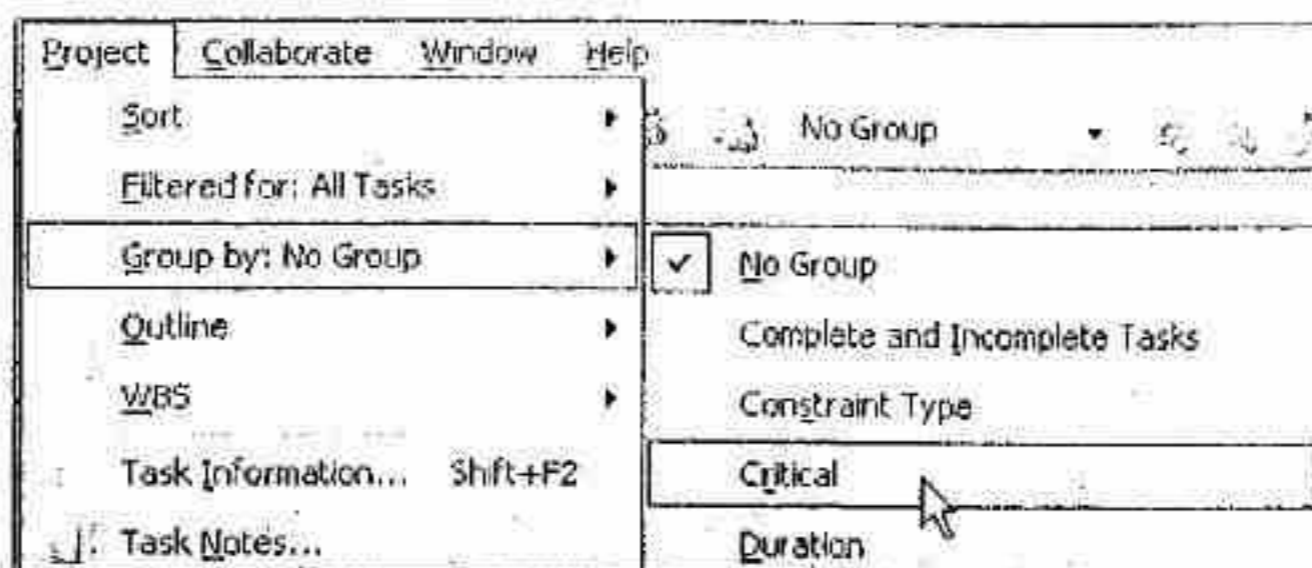 Project Collaborate Window Help
Sort
No Group
Filtered for: All Tasks
Group by: No Group
No Group
Outline
Complete and Incomplete Tasks
WBS
Constraint Type
Task Information... Shift+F2
Critical
Task Notes...
Duration